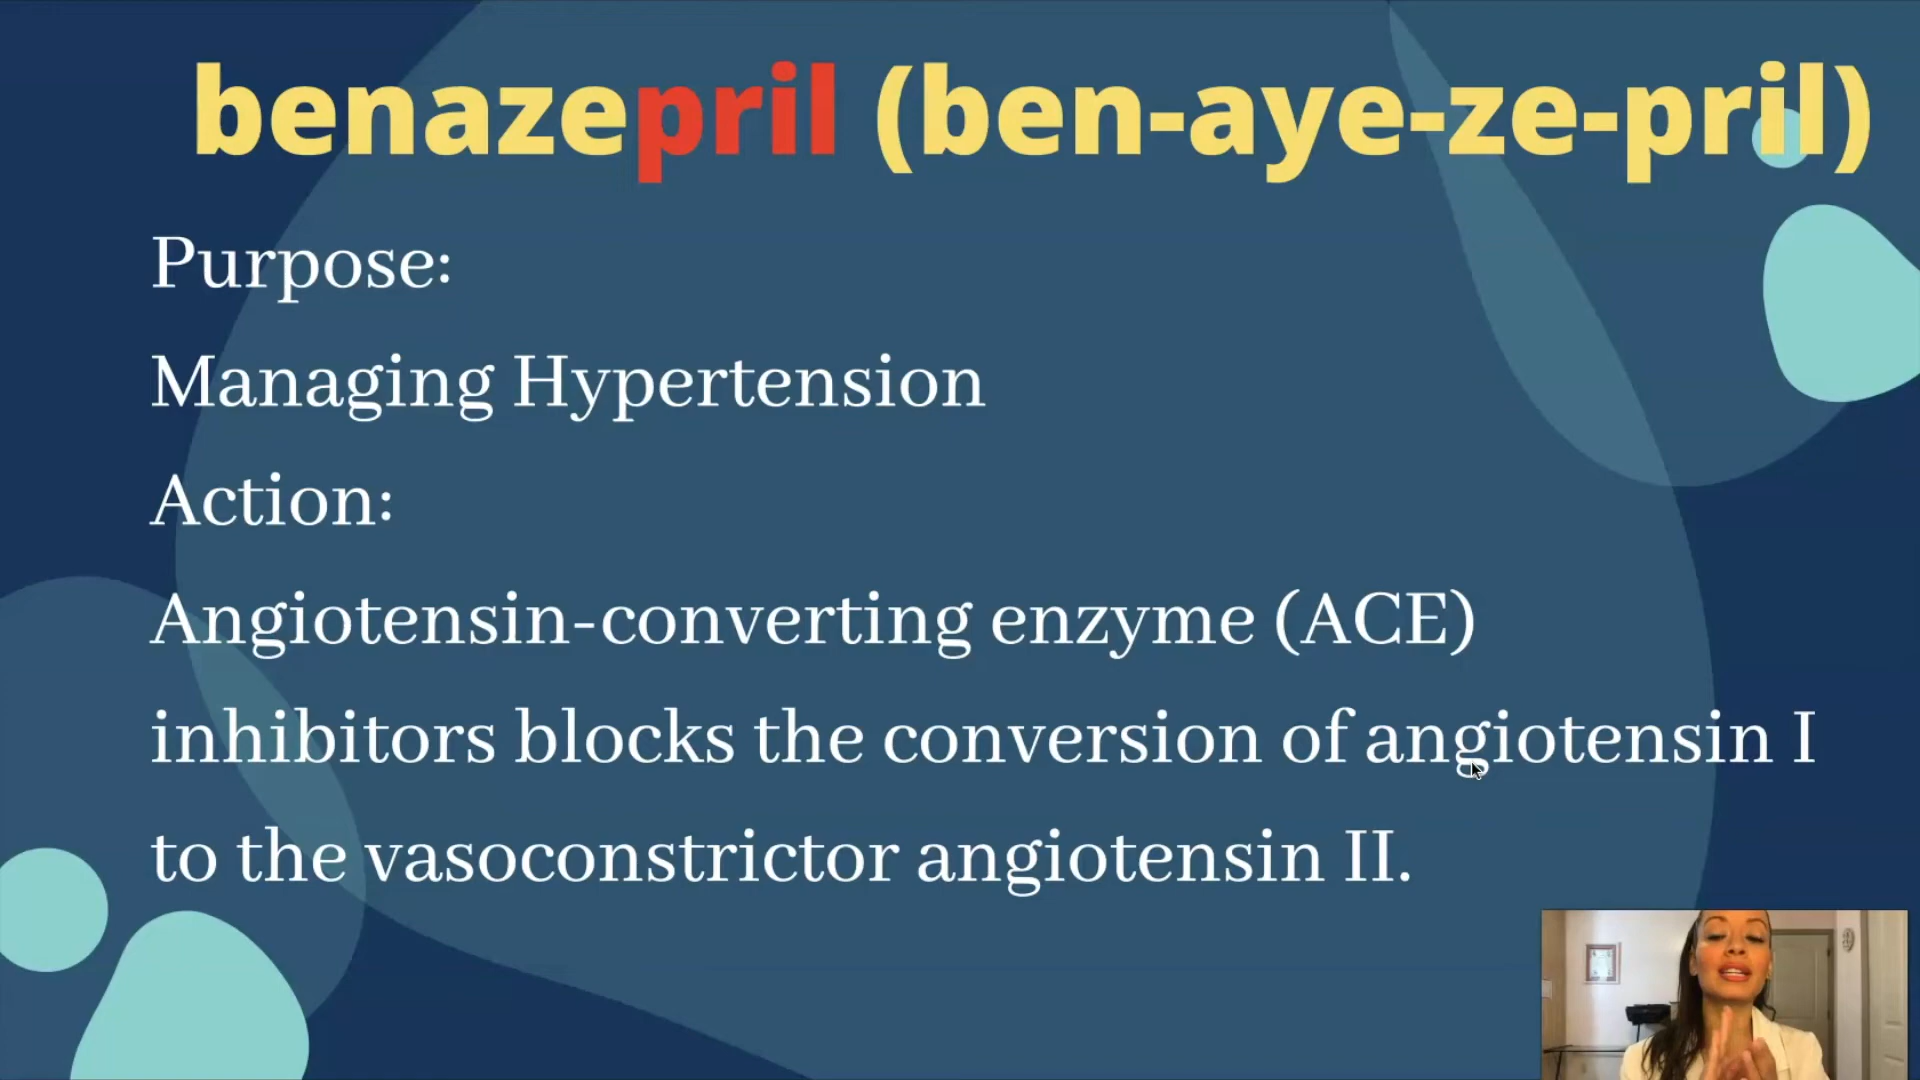 benazepril (ben-aye-ze-pril)
Purpose:
Managing Hypertension
Action:
Angiotensin-converting enzyme (ACE)
inhibitors blocks the conversion of angiotensin I
to the vasoconstrictor angiotensin II.